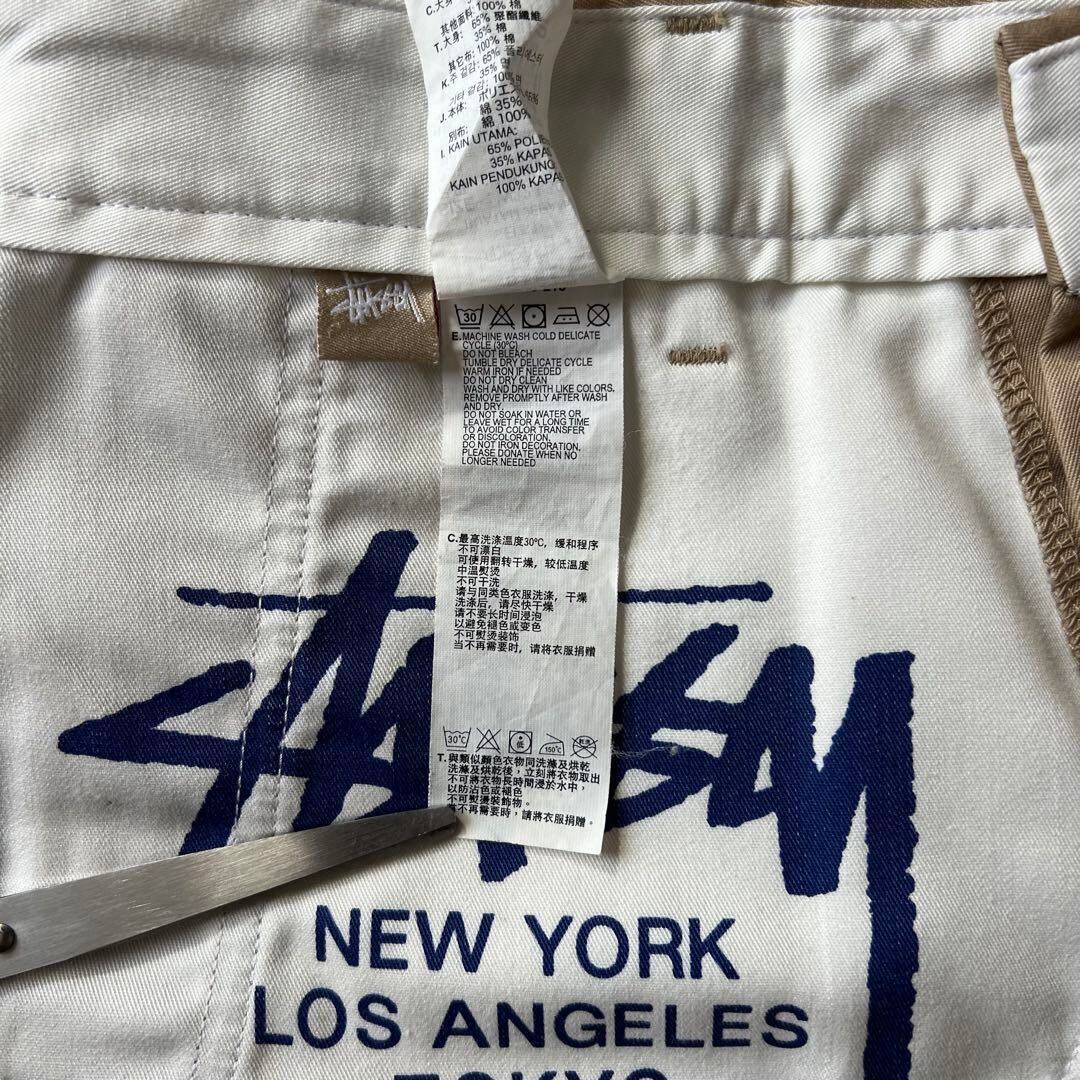 C.大身:
100% 棉
其他面料: 65% 聚酯纖維
T.大身: 35% 棉
其它布: 100% 棉
K.주 겉감: 65% 폴리에스터
35% 면
기타 겉감: 100% 면
J.本体: ポリエス
綿 35%
別布: 綿 100%
I. KAIN UTAMA:
65% POLIE
35% KAPA
KAIN PENDUKUNG
100% KAPAS
Stüssy
30
E.MACHINE WASH COLD DELICATE
CYCLE (30°C)
DO NOT BLEACH
TUMBLE DRY DELICATE CYCLE
WARM IRON IF NEEDED
DO NOT DRY CLEAN
WASH AND DRY WITH LIKE COLORS.
REMOVE PROMPTLY AFTER WASH
AND DRY.
DO NOT SOAK IN WATER OR
LEAVE WET FOR A LONG TIME
TO AVOID COLOR TRANSFER
OR DISCOLORATION.
DO NOT IRON DECORATION.
PLEASE DONATE WHEN NO
LONGER NEEDED
C.最高洗涤温度30°C, 缓和程序
不可漂白
可使用翻转干燥, 较低温度
中温熨烫
不可干洗
请与同类色衣服洗涤, 干燥
洗涤后, 请尽快干燥
请不要长时间浸泡
以避免褪色或变色
不可熨烫装饰
当不再需要时, 请将衣服捐赠
30°C 低 150°C 乾洗
T.與類似顏色衣物同洗滌及烘乾
洗滌及烘乾後, 立刻將衣物取出
不可將衣物長時間浸於水中,
以防沾色或褪色
不可熨燙裝飾物。
不再需要時, 請將衣服捐贈。
Stüssy
NEW YORK
LOS ANGELES
TOKYO